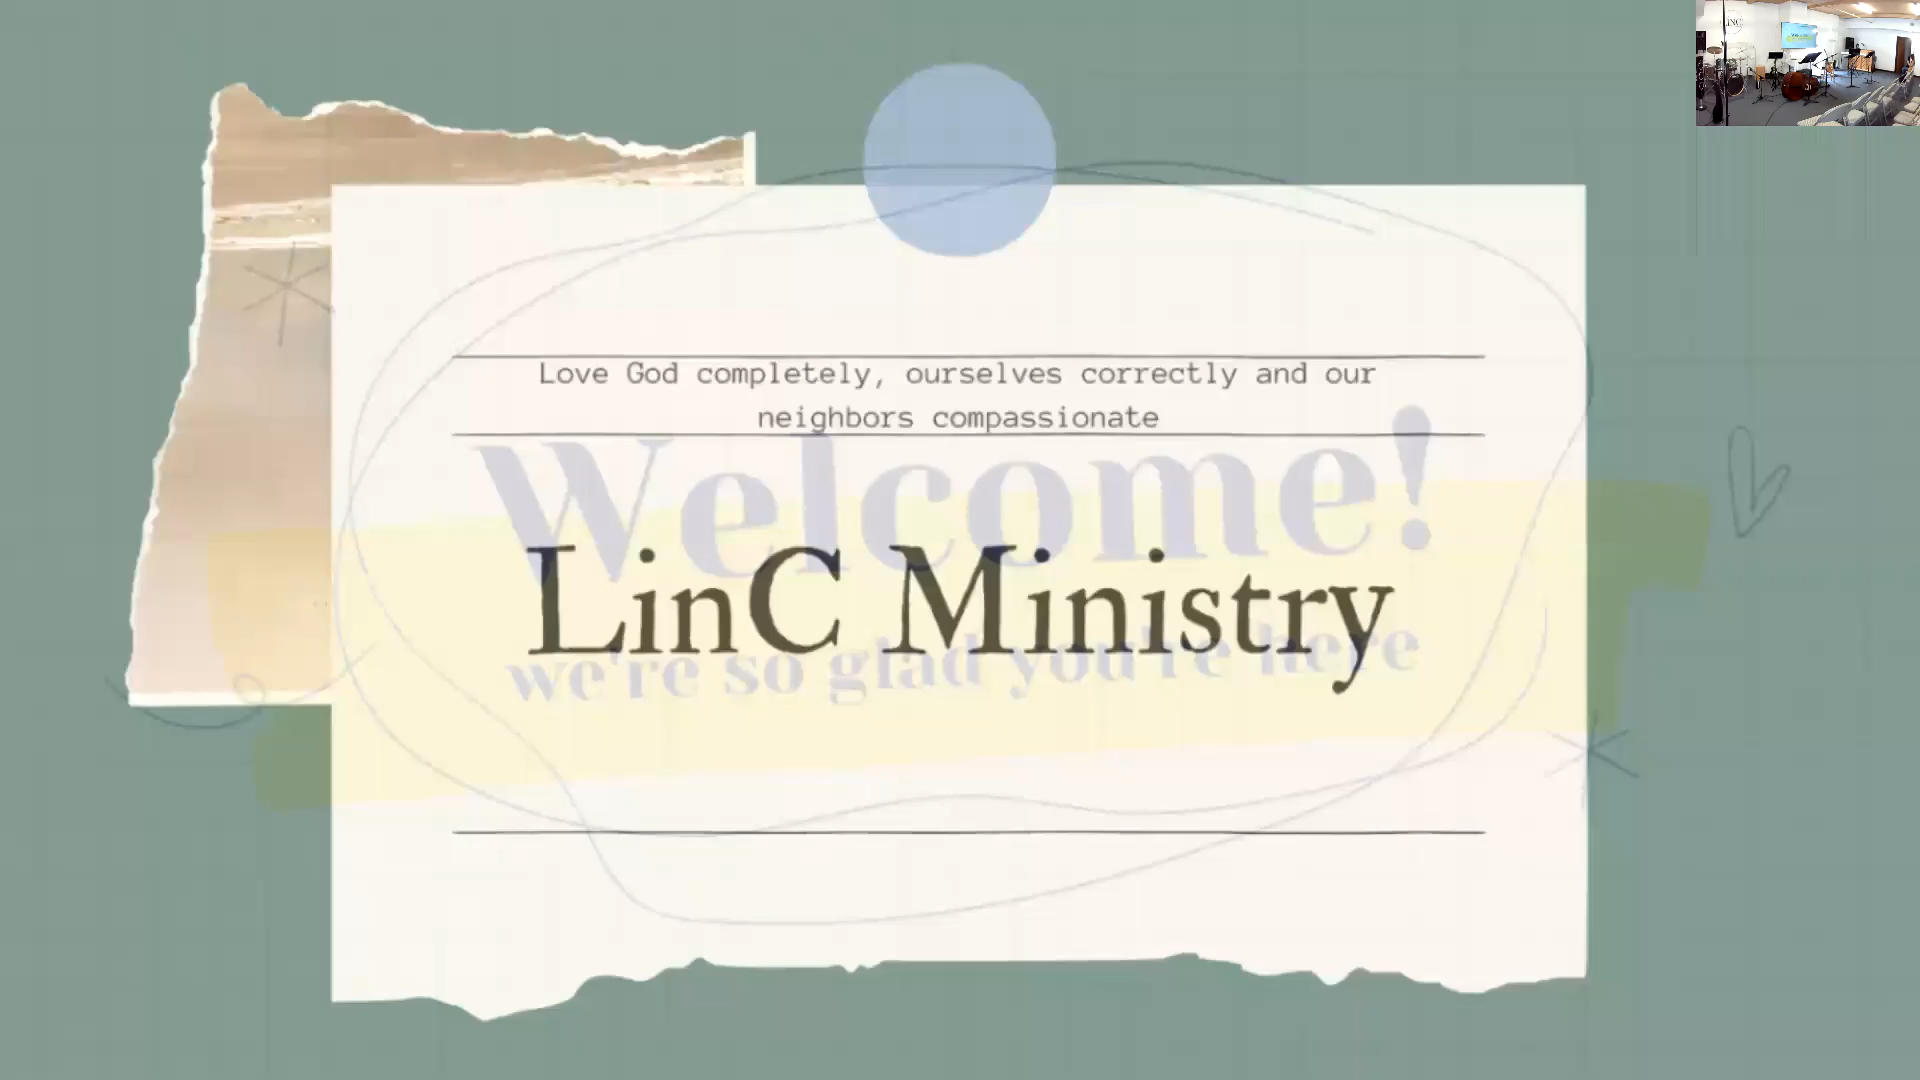 Love God completely, ourselves correctly and our
neighbors compassionate
Welcome!
LinC Ministry
we're so glad you're here
LINC